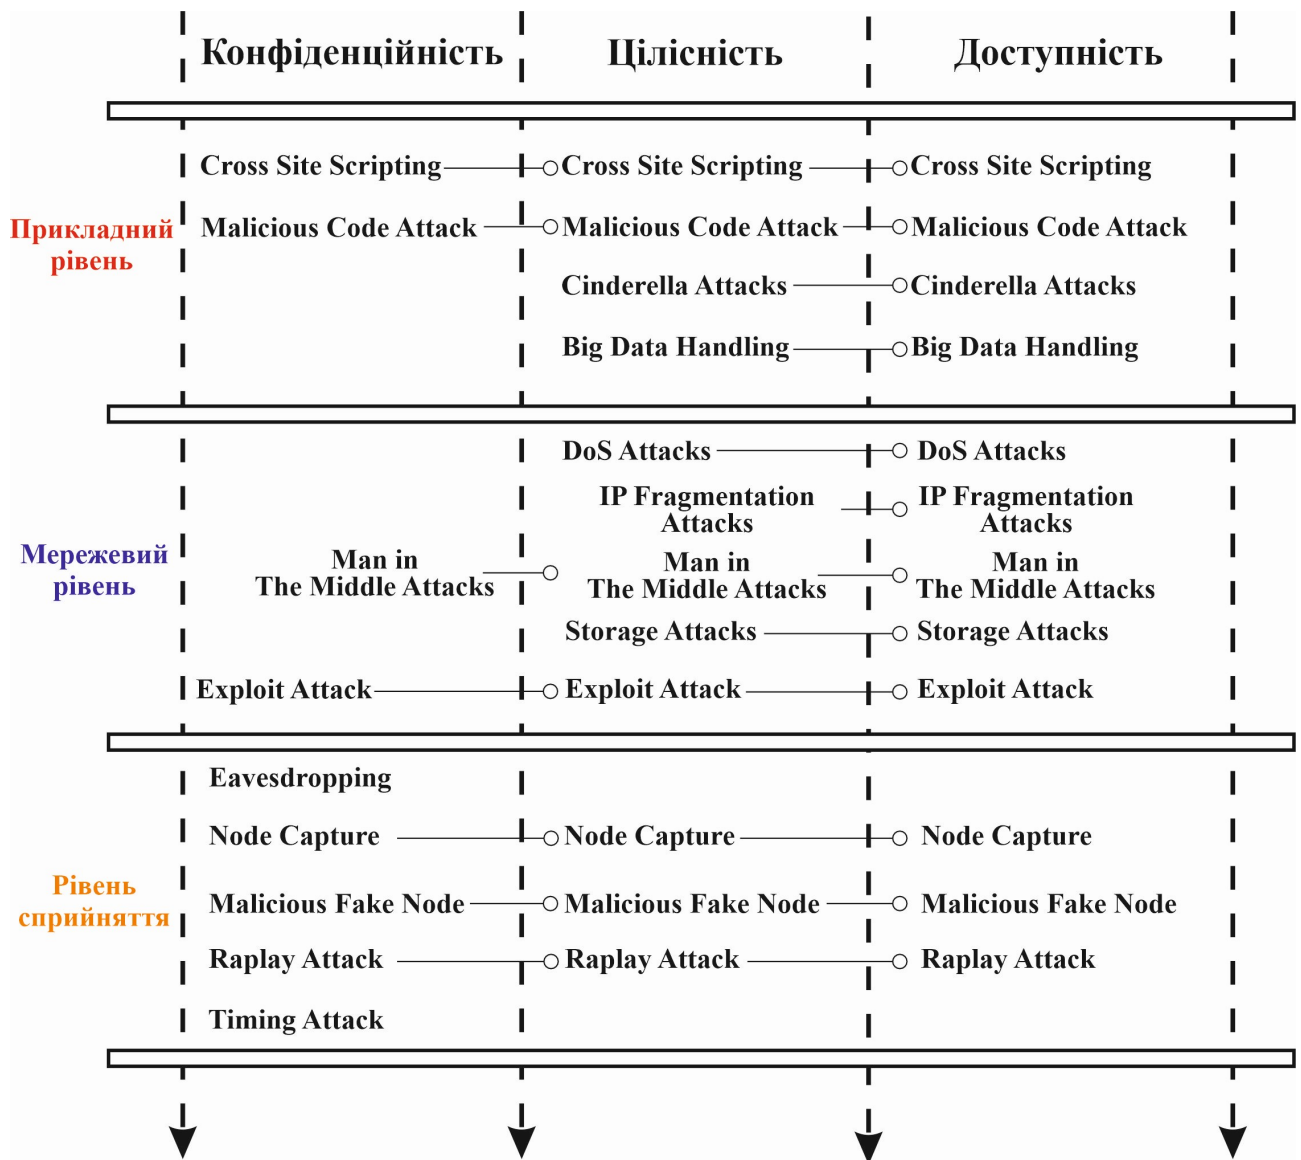 Конфіденційність Цілісність Доступність
Cross Site Scripting Cross Site Scripting Cross Site Scripting
Прикладний
рівень
Malicious Code Attack Malicious Code Attack Malicious Code Attack
Cinderella Attacks Cinderella Attacks
Big Data Handling Big Data Handling
DoS Attacks DoS Attacks
IP Fragmentation IP Fragmentation
Attacks Attacks
Мережевий
рівень
Man in Man in Man in
The Middle Attacks The Middle Attacks The Middle Attacks
Storage Attacks Storage Attacks
Exploit Attack Exploit Attack Exploit Attack
Eavesdropping
Node Capture Node Capture Node Capture
Рівень
сприйняття
Malicious Fake Node Malicious Fake Node Malicious Fake Node
Raplay Attack Raplay Attack Raplay Attack
Timing Attack